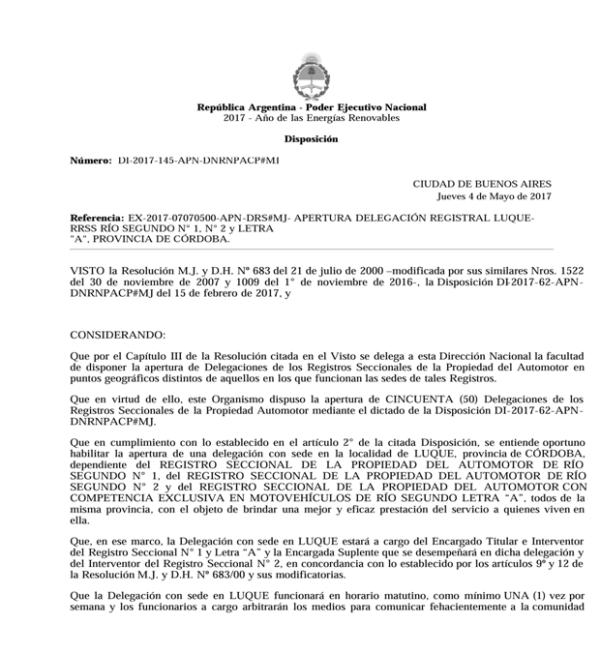 República Argentina - Poder Ejecutivo Nacional
2017 - Año de las Energías Renovables
Disposición
Número: DI-2017-145-APN-DNRNPACP#MJ
CIUDAD DE BUENOS AIRES
Jueves 4 de Mayo de 2017
Referencia: EX-2017-07070500-APN-DRS#MJ- APERTURA DELEGACIÓN REGISTRAL LUQUE-
RRSS RÍO SEGUNDO N° 1, N° 2 y LETRA
"A", PROVINCIA DE CÓRDOBA.
VISTO la Resolución M.J. y D.H. Nº 683 del 21 de julio de 2000 –modificada por sus similares Nros. 1522
del 30 de noviembre de 2007 y 1009 del 1° de noviembre de 2016-, la Disposición DI-2017-62-APN-
DNRNPACP#MJ del 15 de febrero de 2017, y
CONSIDERANDO:
Que por el Capítulo III de la Resolución citada en el Visto se delega a esta Dirección Nacional la facultad
de disponer la apertura de Delegaciones de los Registros Seccionales de la Propiedad del Automotor en
puntos geográficos distintos de aquellos en los que funcionan las sedes de tales Registros.
Que en virtud de ello, este Organismo dispuso la apertura de CINCUENTA (50) Delegaciones de los
Registros Seccionales de la Propiedad Automotor mediante el dictado de la Disposición DI-2017-62-APN-
DNRNPACP#MJ.
Que en cumplimiento con lo establecido en el artículo 2° de la citada Disposición, se entiende oportuno
habilitar la apertura de una delegación con sede en la localidad de LUQUE, provincia de CÓRDOBA,
dependiente del REGISTRO SECCIONAL DE LA PROPIEDAD DEL AUTOMOTOR DE RÍO
SEGUNDO N° 1, del REGISTRO SECCIONAL DE LA PROPIEDAD DEL AUTOMOTOR DE RÍO
SEGUNDO N° 2 y del REGISTRO SECCIONAL DE LA PROPIEDAD DEL AUTOMOTOR CON
COMPETENCIA EXCLUSIVA EN MOTOVEHÍCULOS DE RÍO SEGUNDO LETRA "A", todos de la
misma provincia, con el objeto de brindar una mejor y eficaz prestación del servicio a quienes viven en
ella.
Que, en ese marco, la Delegación con sede en LUQUE estará a cargo del Encargado Titular e Interventor
del Registro Seccional N° 1 y Letra "A" y la Encargada Suplente que se desempeñará en dicha delegación y
del Interventor del Registro Seccional N° 2, en concordancia con lo establecido por los artículos 9º y 12 de
la Resolución M.J. y D.H. Nº 683/00 y sus modificatorias.
Que la Delegación con sede en LUQUE funcionará en horario matutino, como mínimo UNA (1) vez por
semana y los funcionarios a cargo arbitrarán los medios para comunicar fehacientemente a la comunidad